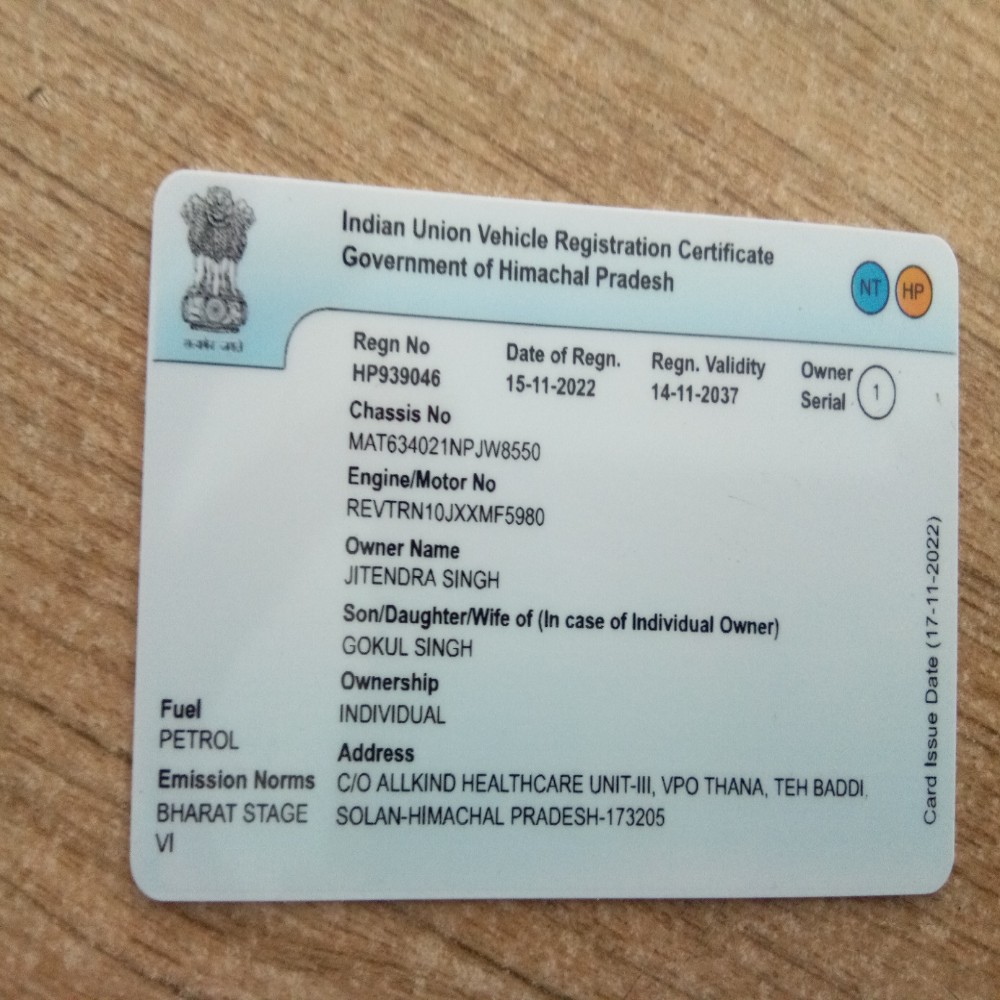 Indian Union Vehicle Registration Certificate
Government of Himachal Pradesh
NT HP
Regn No
HP939046
Date of Regn.
15-11-2022
Regn. Validity
14-11-2037
Owner
Serial
1
Chassis No
MAT634021NPJW8550
Engine/Motor No
REVTRN10JXXMF5980
Owner Name
JITENDRA SINGH
Son/Daughter/Wife of (In case of Individual Owner)
GOKUL SINGH
Ownership
INDIVIDUAL
Fuel
PETROL
Emission Norms
BHARAT STAGE
VI
Address
C/O ALLKIND HEALTHCARE UNIT-III, VPO THANA, TEH BADDI,
SOLAN-HIMACHAL PRADESH-173205
Card Issue Date (17-11-2022)